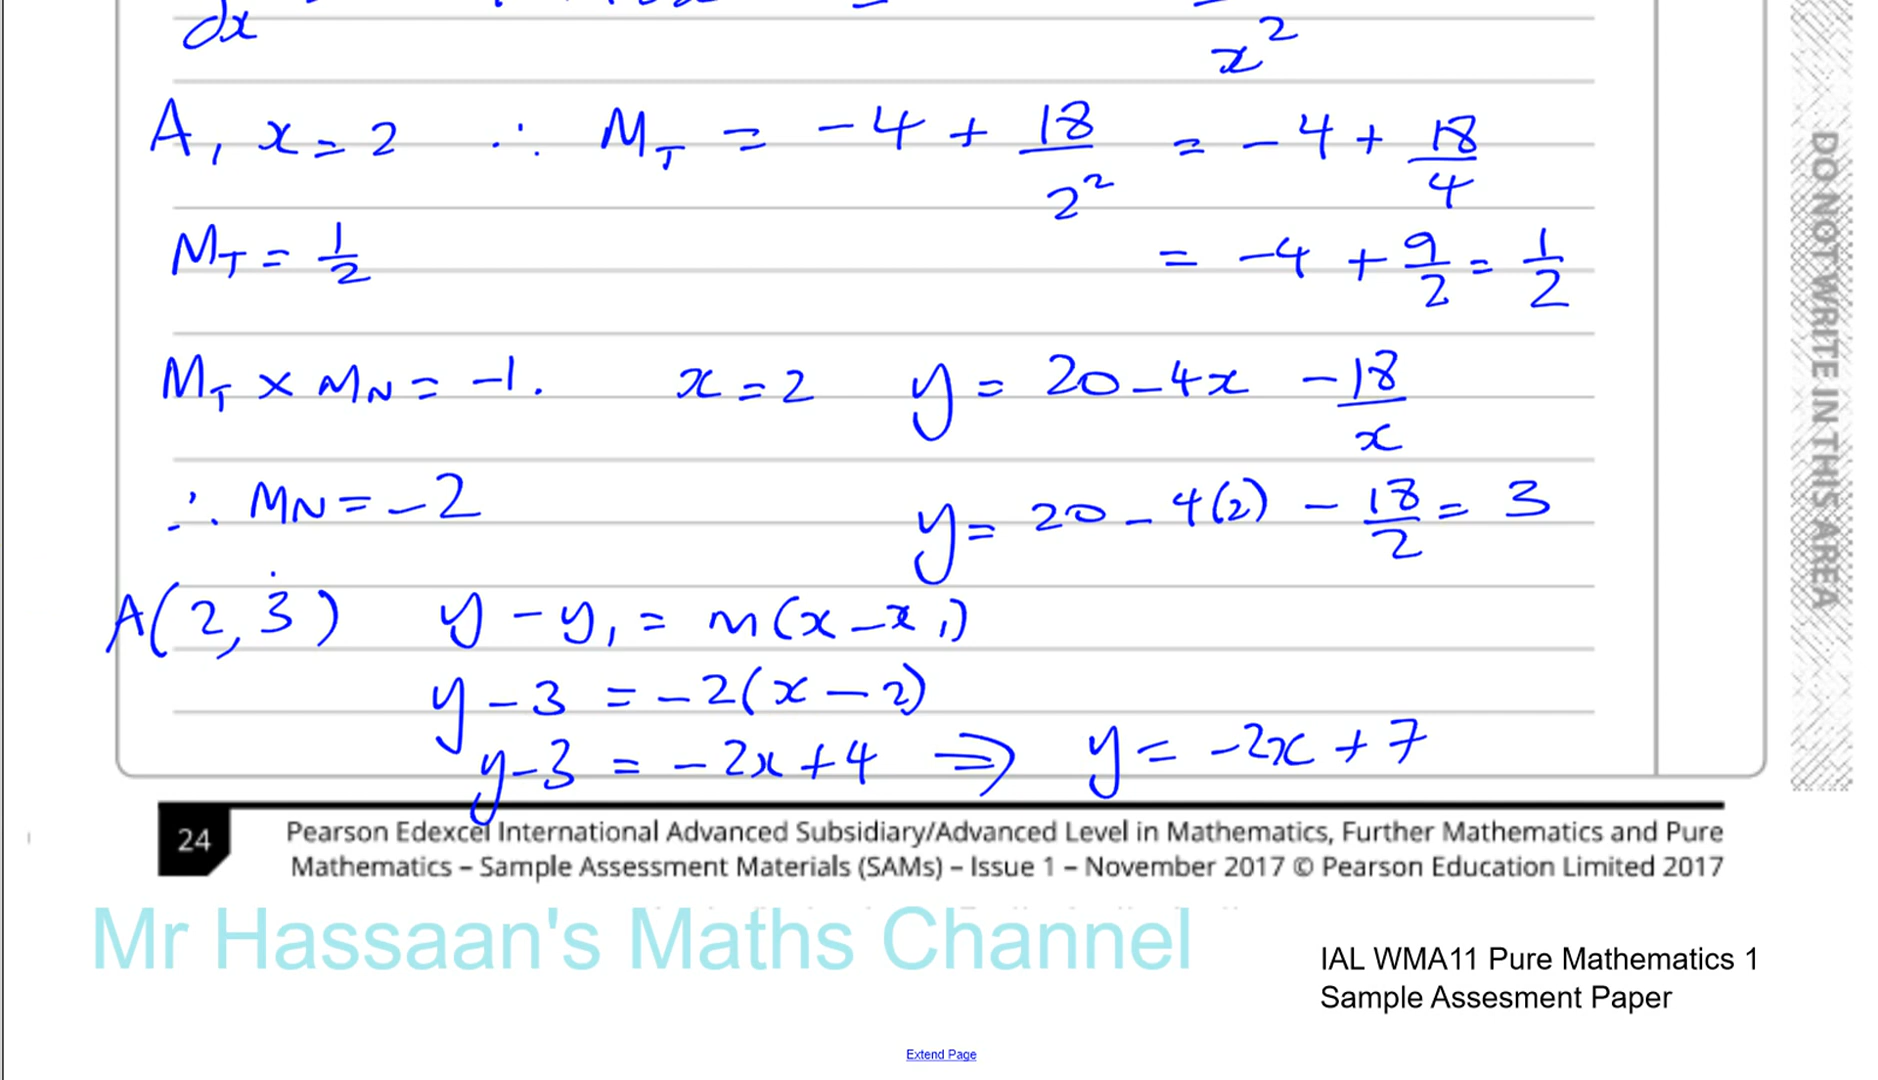 dx
x²
A, x = 2 ∴ M_T = -4 + 18/2² = -4 + 18/4
M_T = 1/2 = -4 + 9/2 = 1/2
M_T × M_N = -1. x = 2 y = 20 - 4x - 18/x
∴ M_N = -2 y = 20 - 4(2) - 18/2 = 3
A(2, 3) y - y₁ = m(x - x₁)
y - 3 = -2(x - 2)
y - 3 = -2x + 4 ⇒ y = -2x + 7
DO NOT WRITE IN THIS AREA
24
Pearson Edexcel International Advanced Subsidiary/Advanced Level in Mathematics, Further Mathematics and Pure
Mathematics – Sample Assessment Materials (SAMs) – Issue 1 – November 2017 © Pearson Education Limited 2017
Mr Hassaan's Maths Channel
IAL WMA11 Pure Mathematics 1
Sample Assesment Paper
Extend Page